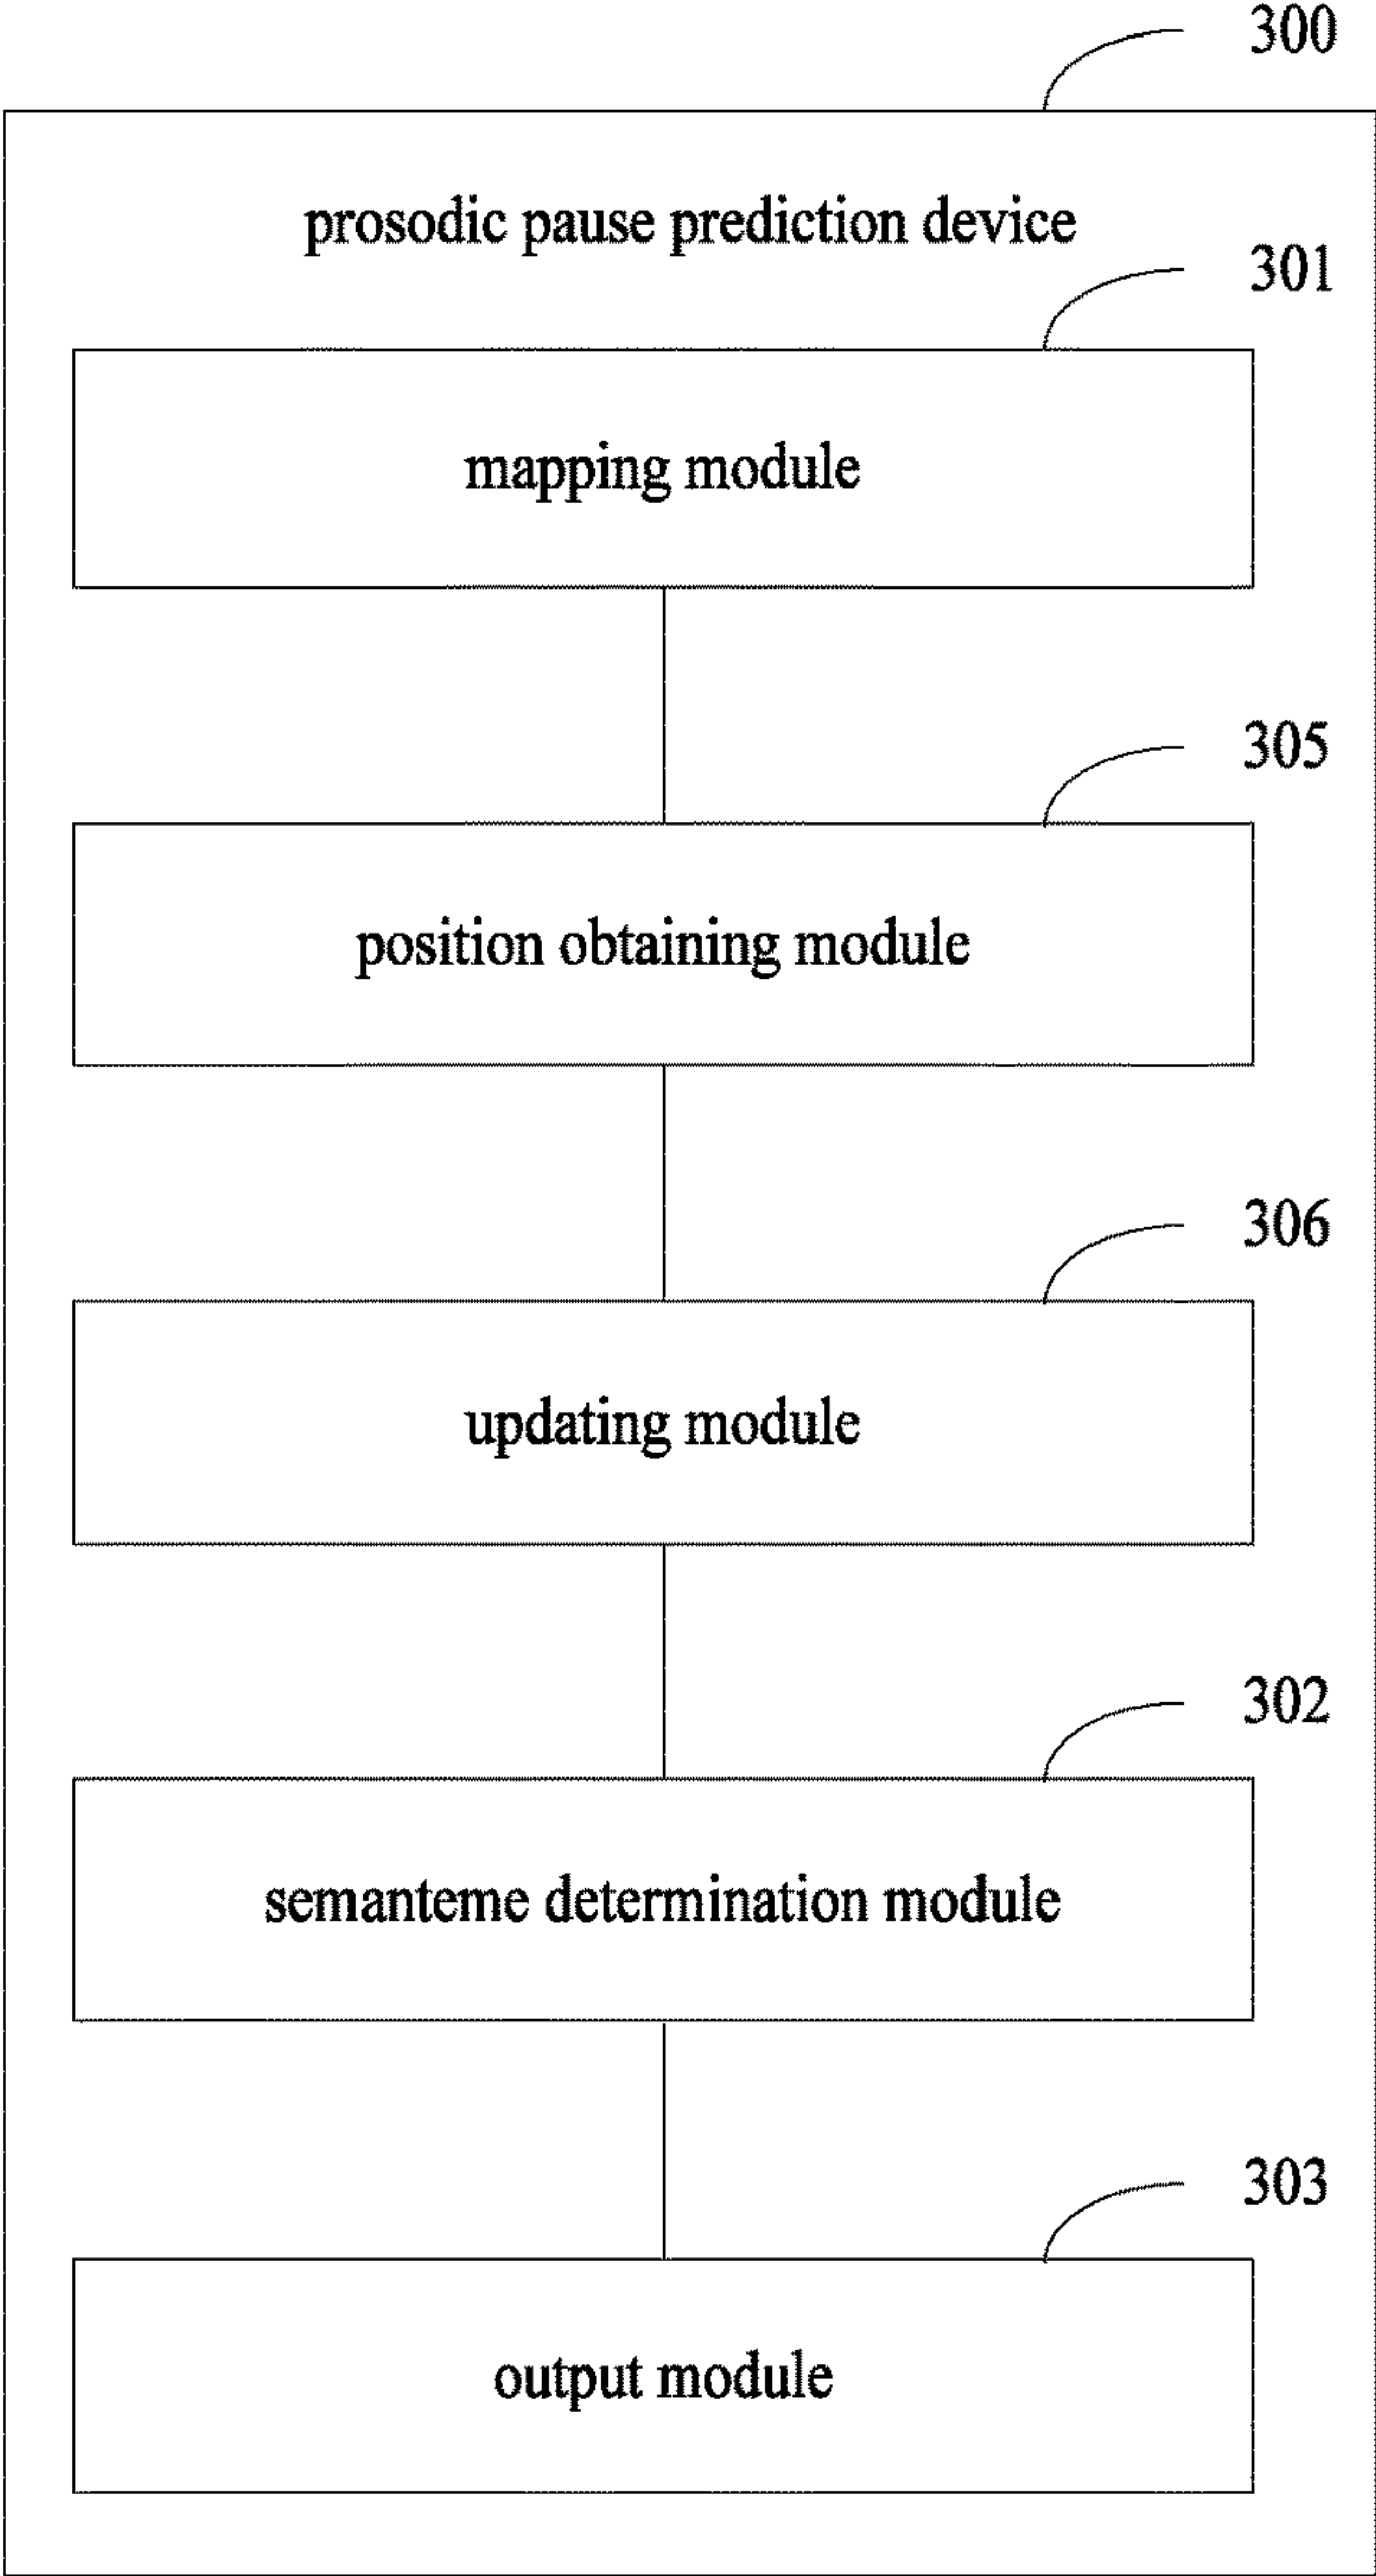 300
prosodic pause prediction device
301
mapping module
305
position obtaining module
306
updating module
302
semanteme determination module
303
output module